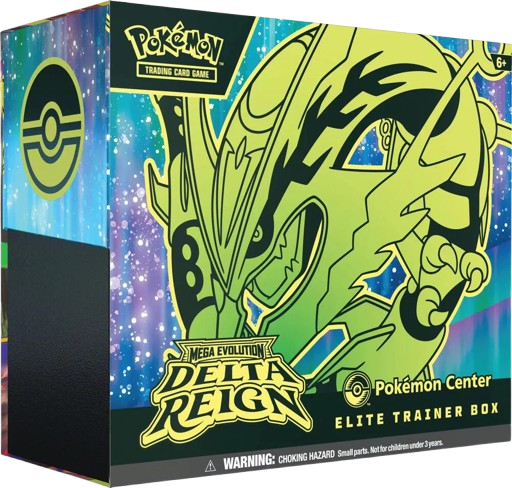 Pokémon
TRADING CARD GAME
6+
MEGA EVOLUTION
DELTA
REIGN
Pokémon Center
ELITE TRAINER BOX
WARNING: CHOKING HAZARD Small parts. Not for children under 3 years.